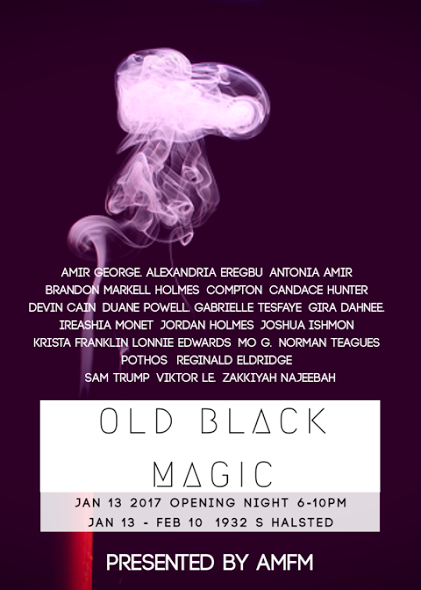 AMIR GEORGE. ALEXANDRIA EREGBU ANTONIA AMIR
BRANDON MARKELL HOLMES COMPTON CANDACE HUNTER
DEVIN CAIN DUANE POWELL. GABRIELLE TESFAYE GIRA DAHNEE.
IREASHIA MONET JORDAN HOLMES JOSHUA ISHMON
KRISTA FRANKLIN LONNIE EDWARDS MO G. NORMAN TEAGUES
POTHOS REGINALD ELDRIDGE
SAM TRUMP VIKTOR LE. ZAKKIYAH NAJEEBAH
OLD BLACK
MAGIC
JAN 13 2017 OPENING NIGHT 6-10PM
JAN 13 - FEB 10 1932 S HALSTED
PRESENTED BY AMFM